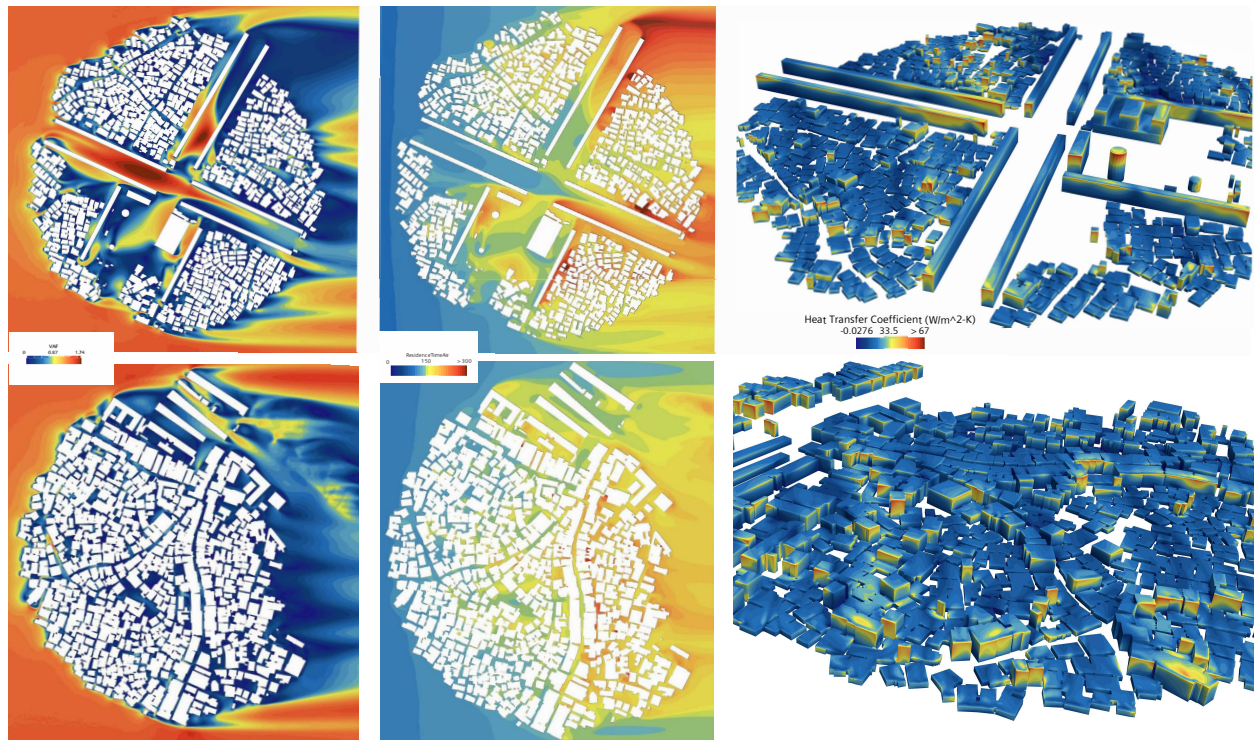 VAF
0 0.87 1.74
ResidenceTimeAir
0 150 > 300
Heat Transfer Coefficient (W/m^2-K)
-0.0276 33.5 > 67